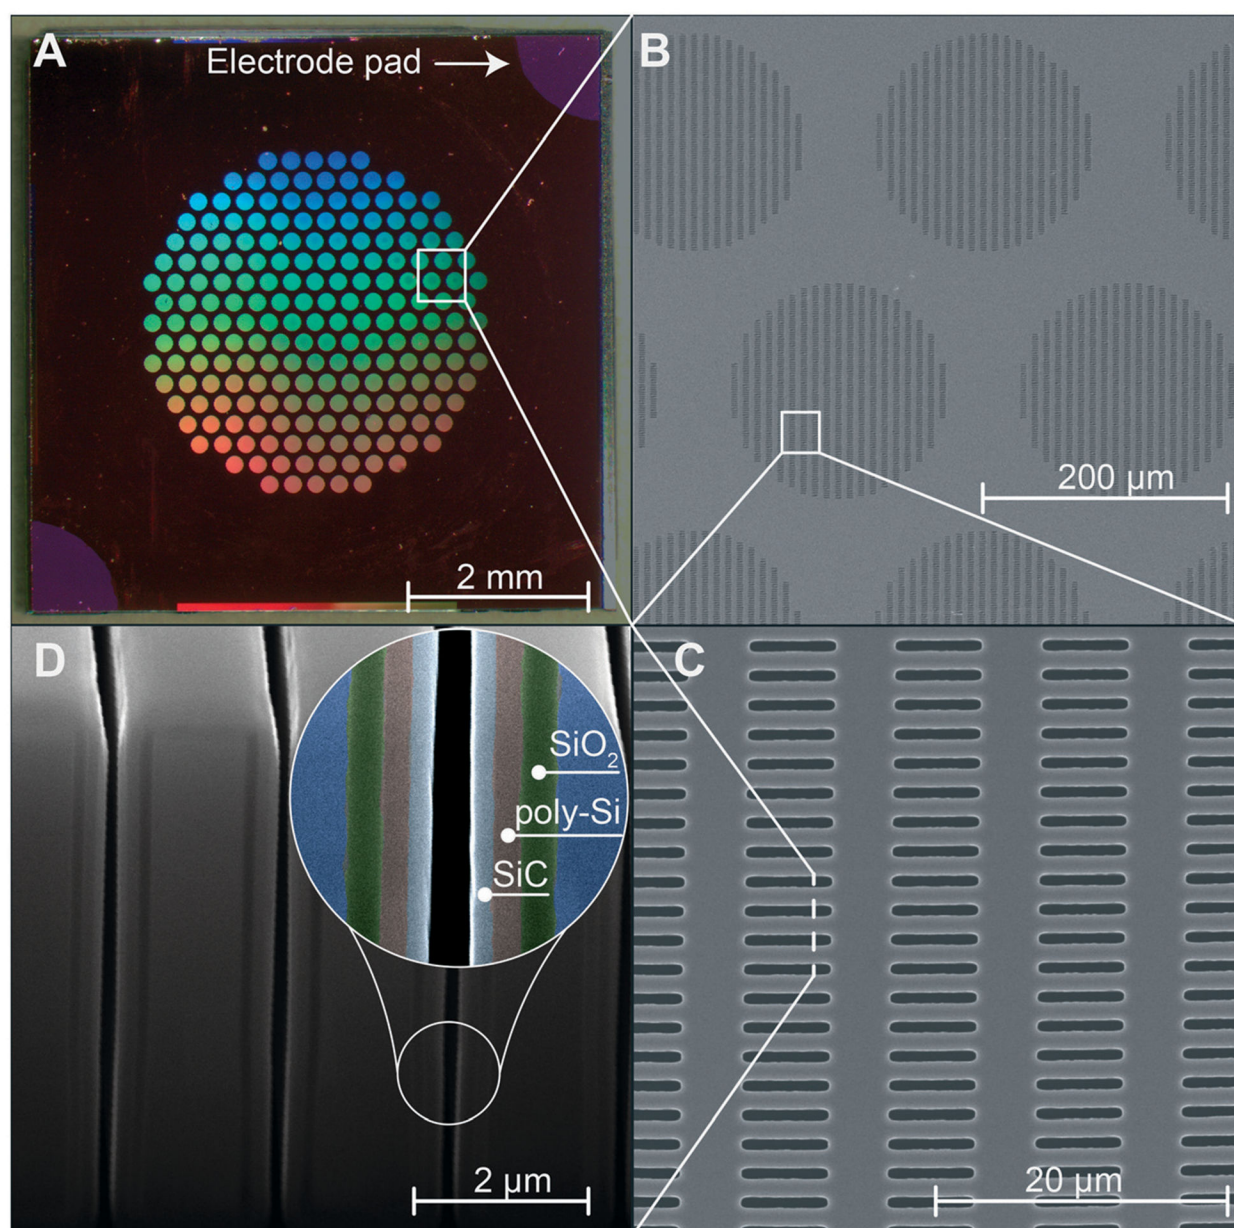 A
Electrode pad
2 mm
B
200 µm
D
SiO₂
poly-Si
SiC
2 µm
C
20 µm